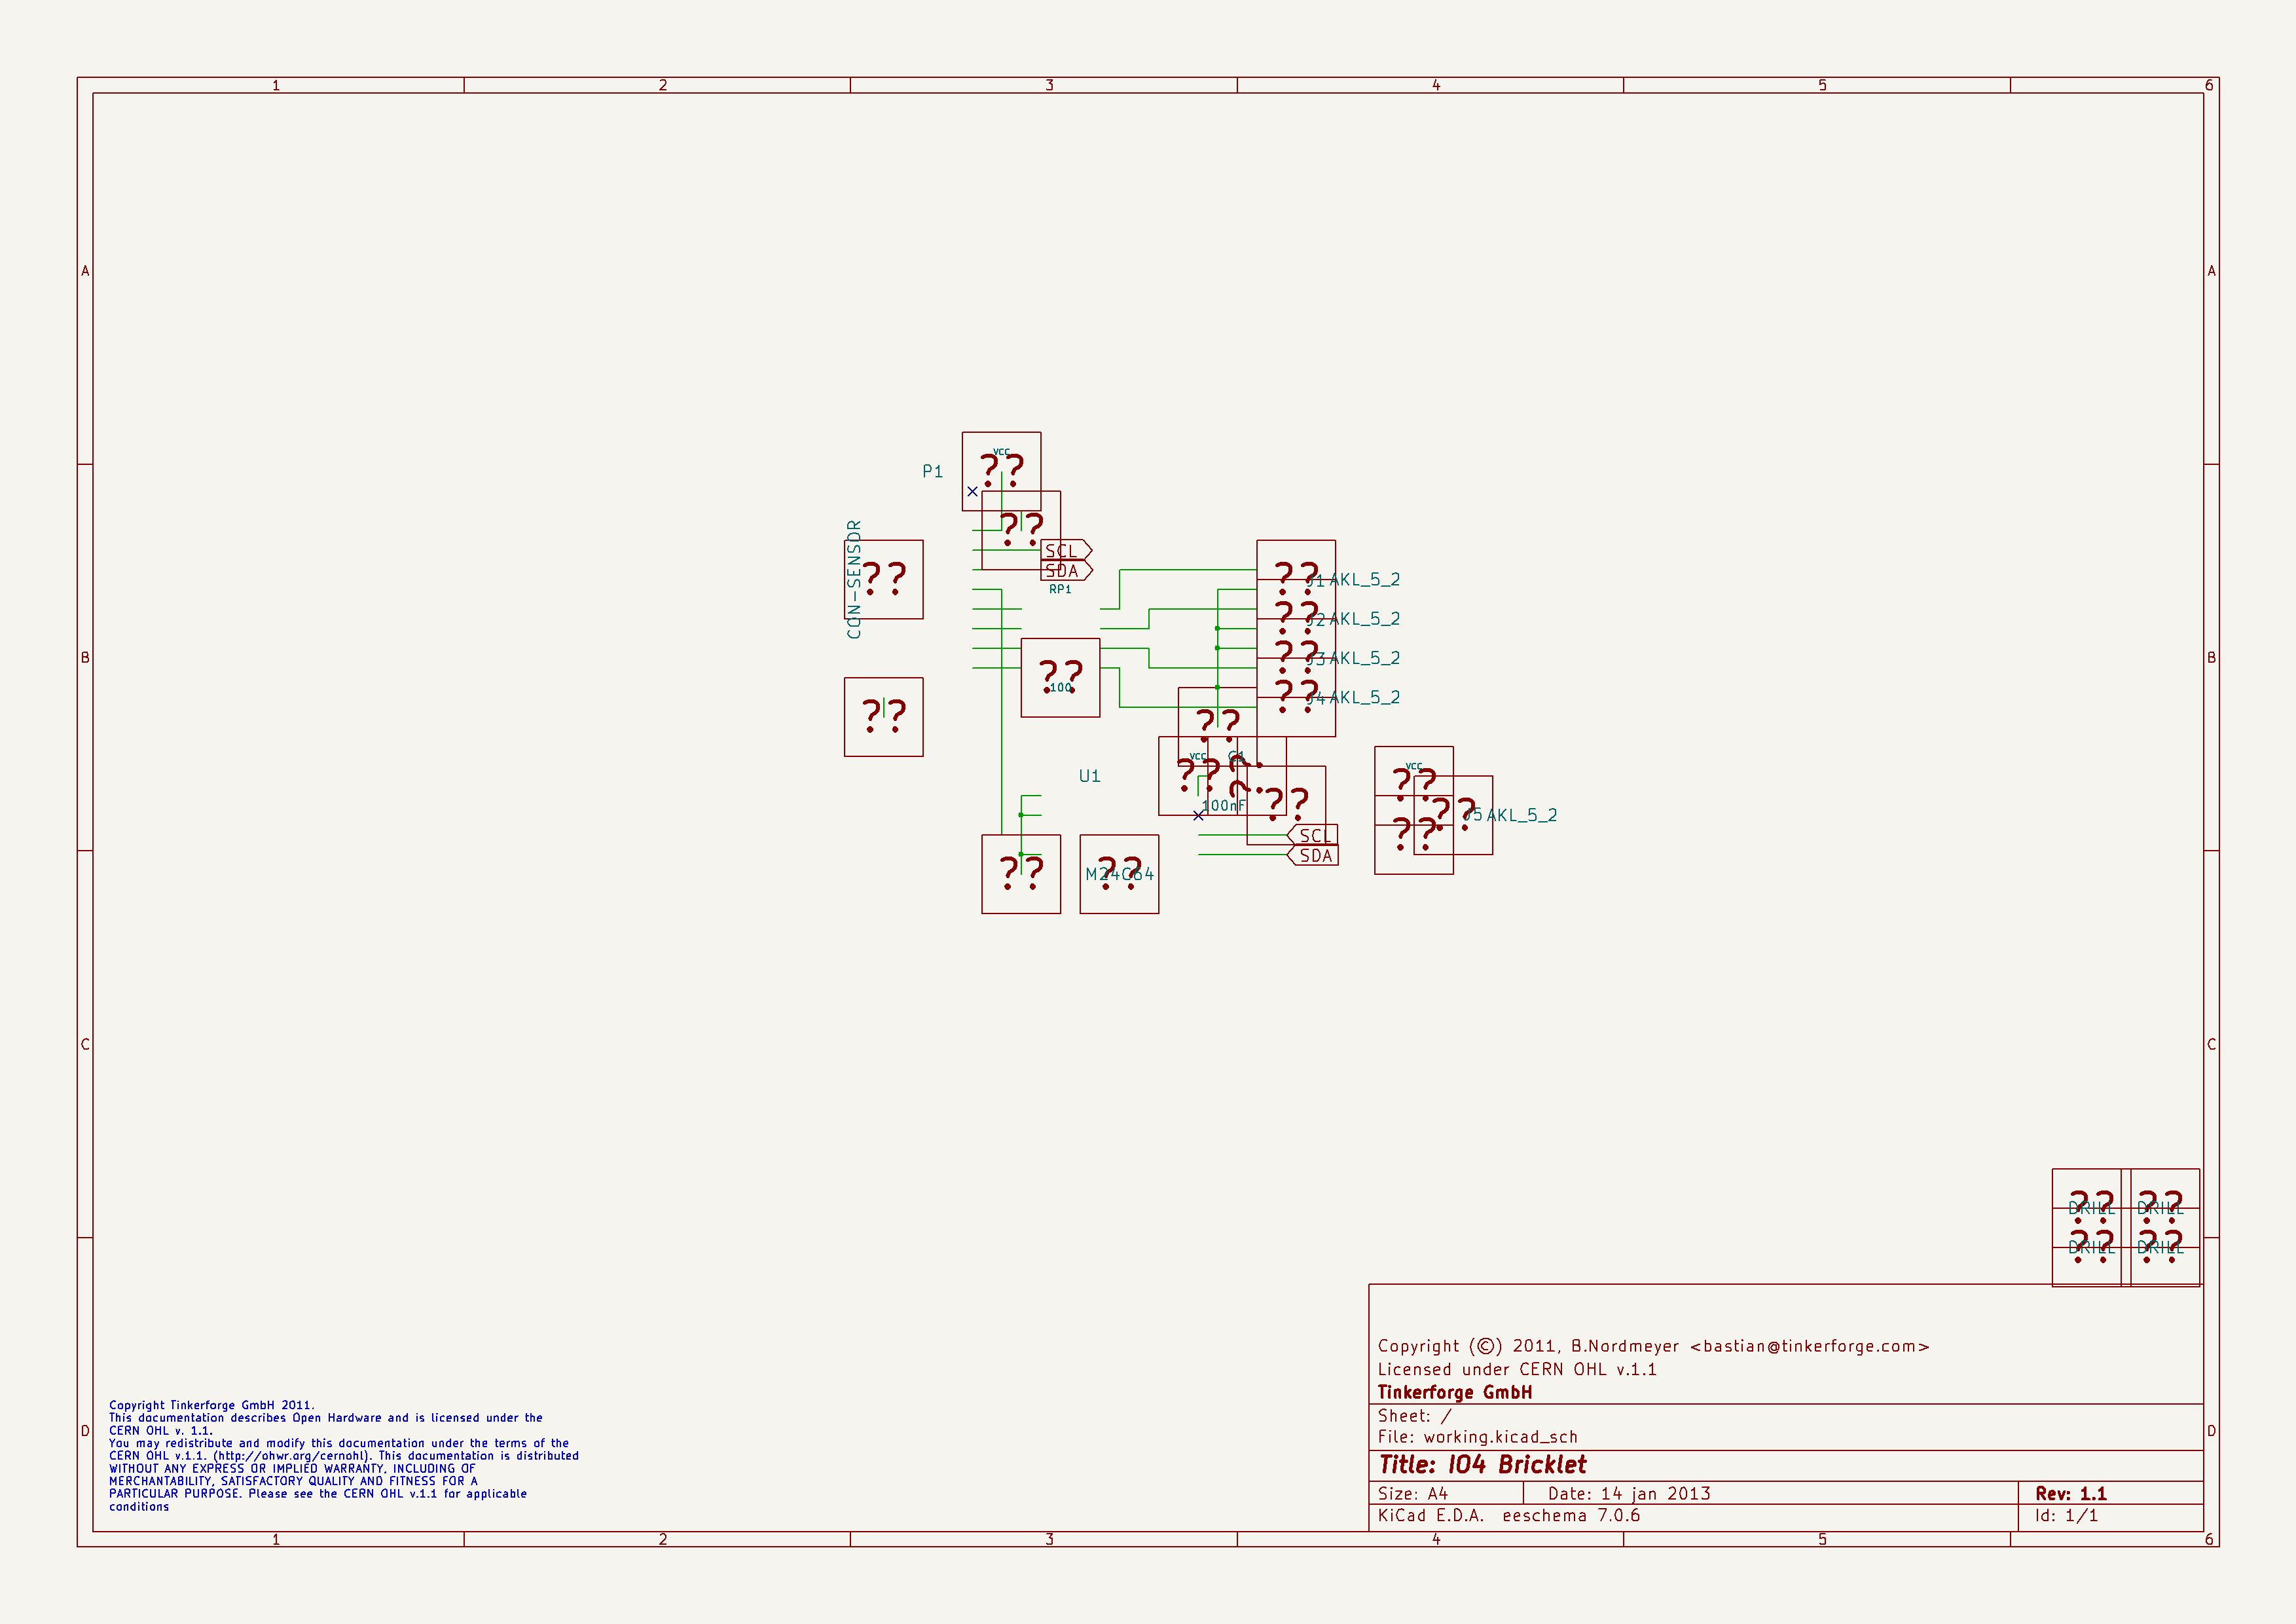 1 2 3 4 5 6
A A
VCC
P1
??
??
SCL
CON-SENSOR
??
SDA
RP1
?? J1 AKL_5_2
?? J2 AKL_5_2
B B
?? J3 AKL_5_2
??
100
?? J4 AKL_5_2
??
??
VCC C1
VCC
U1
??
??
??
100nF
??
?? J5 AKL_5_2
??
SCL
SDA
??
??
M24C64
C C
?? ??
DRILL DRILL
?? ??
DRILL DRILL
Copyright (©) 2011, B.Nordmeyer <bastian@tinkerforge.com>
Licensed under CERN OHL v.1.1
Tinkerforge GmbH
Sheet: /
File: working.kicad_sch
Title: IO4 Bricklet
Size: A4 Date: 14 jan 2013 Rev: 1.1
KiCad E.D.A. eeschema 7.0.6 Id: 1/1
Copyright Tinkerforge GmbH 2011.
This documentation describes Open Hardware and is licensed under the
CERN OHL v. 1.1.
You may redistribute and modify this documentation under the terms of the
CERN OHL v.1.1. (http://ohwr.org/cernohl). This documentation is distributed
WITHOUT ANY EXPRESS OR IMPLIED WARRANTY, INCLUDING OF
MERCHANTABILITY, SATISFACTORY QUALITY AND FITNESS FOR A
PARTICULAR PURPOSE. Please see the CERN OHL v.1.1 for applicable
conditions
D D
1 2 3 4 5 6